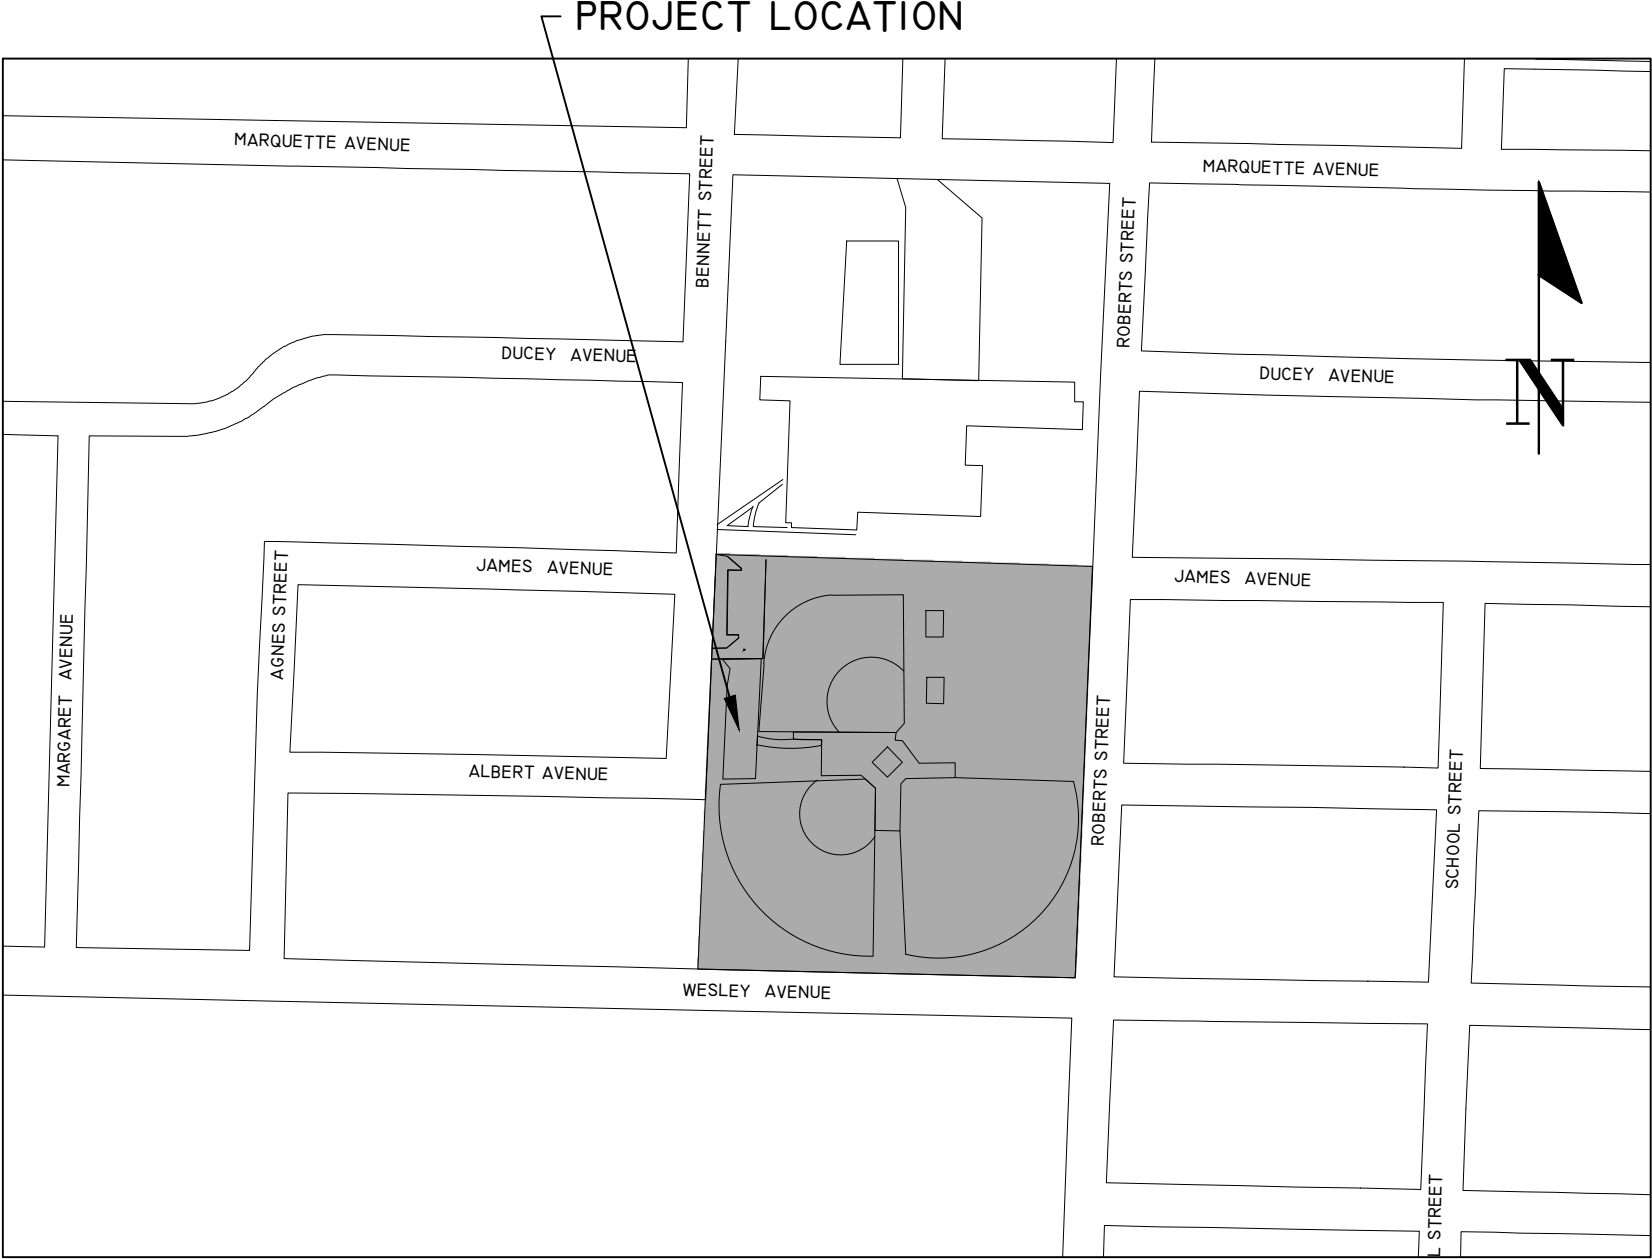 PROJECT LOCATION
MARQUETTE AVENUE
MARQUETTE AVENUE
BENNETT STREET
ROBERTS STREET
DUCEY AVENUE
DUCEY AVENUE
N
JAMES AVENUE
JAMES AVENUE
AGNES STREET
MARGARET AVENUE
ROBERTS STREET
ALBERT AVENUE
SCHOOL STREET
WESLEY AVENUE
L STREET